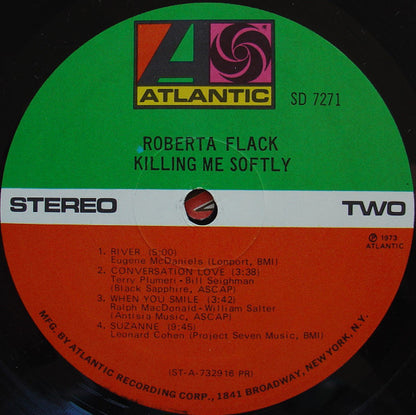 ATLANTIC
SD 7271
ROBERTA FLACK
KILLING ME SOFTLY
STEREO
TWO
℗ 1973
ATLANTIC
1. RIVER (5:00)
Eugene McDaniels (Lonport, BMI)
2. CONVERSATION LOVE (3:38)
Terry Plumeri - Bill Seighman
(Black Sapphire, ASCAP)
3. WHEN YOU SMILE (3:42)
Ralph MacDonald - William Salter
(Antisia Music, ASCAP)
4. SUZANNE (9:45)
Leonard Cohen (Project Seven Music, BMI)
(ST-A-732916 PR)
MFG. BY ATLANTIC RECORDING CORP., 1841 BROADWAY, NEW YORK, N.Y.